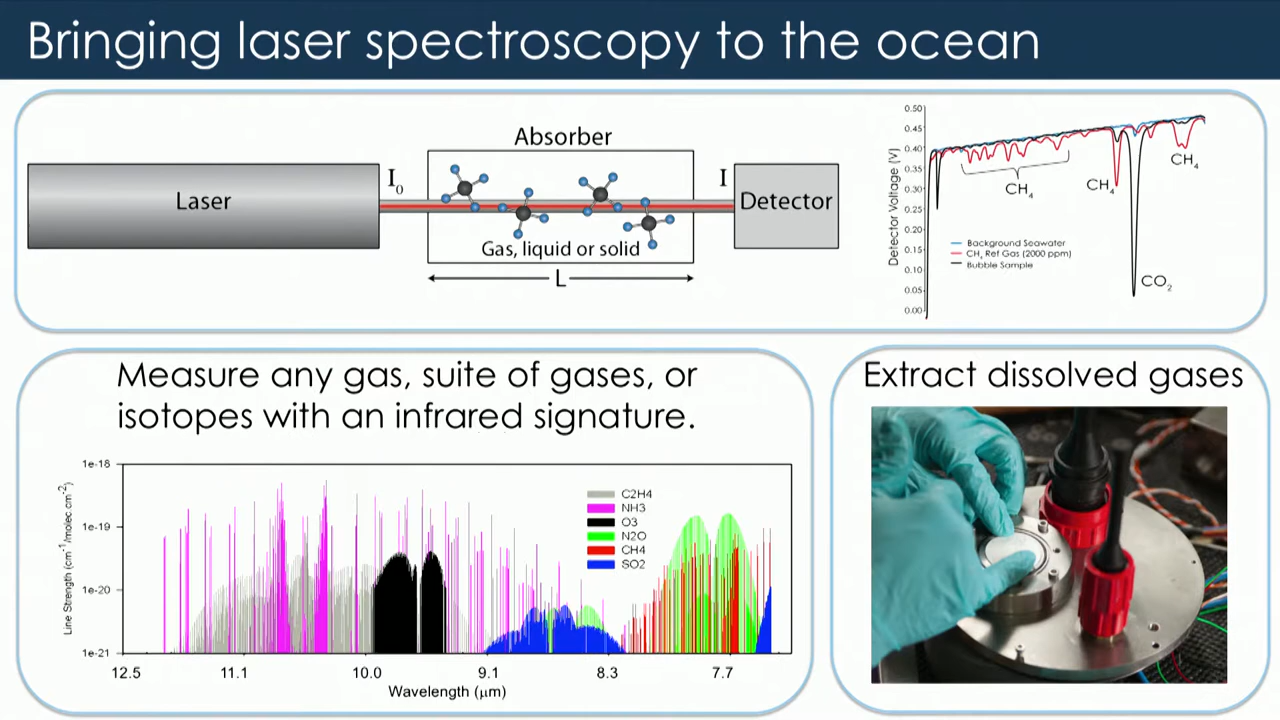 Bringing laser spectroscopy to the ocean
Absorber
Laser
I₀
I
Detector
Gas, liquid or solid
L
0.50
0.45
0.40
0.35
0.30
0.25
0.20
0.15
0.10
0.05
0.00
Detector Voltage (V)
CH₄
CH₄
CH₄
CO₂
Background Seawater
CH₄ Ref Gas (2000 ppm)
Bubble Sample
Measure any gas, suite of gases, or
isotopes with an infrared signature.
1e-18
1e-19
1e-20
1e-21
Line Strength (cm⁻¹/molec cm⁻²)
C2H4
NH3
O3
N2O
CH4
SO2
12.5 11.1 10.0 9.1 8.3 7.7
Wavelength (μm)
Extract dissolved gases